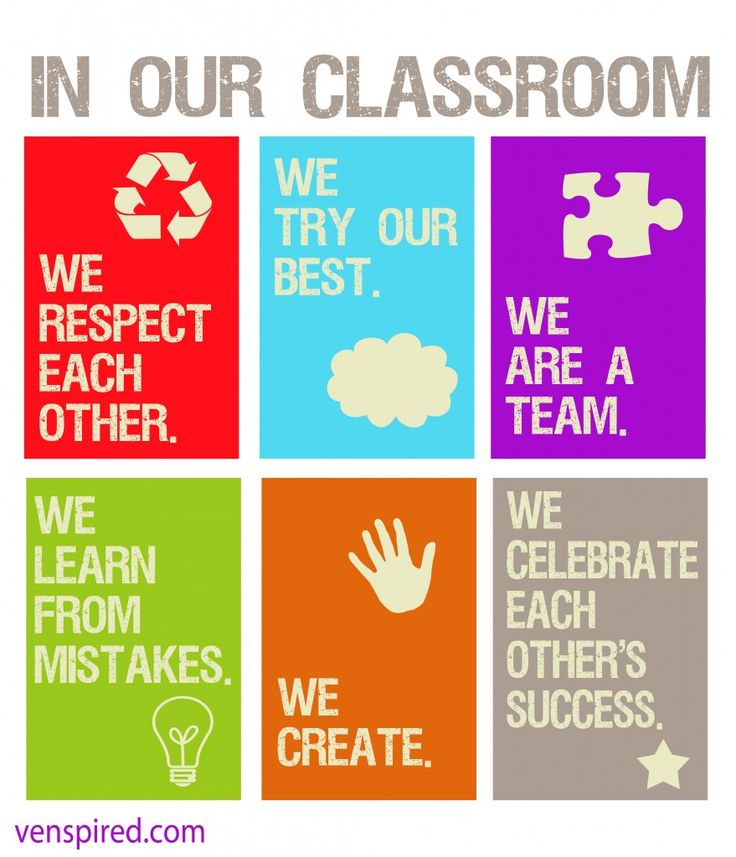 IN OUR CLASSROOM
WE
RESPECT
EACH
OTHER.
WE
TRY OUR
BEST.
WE
ARE A
TEAM.
WE
LEARN
FROM
MISTAKES.
WE
CREATE.
WE
CELEBRATE
EACH
OTHER'S
SUCCESS.
venspired.com